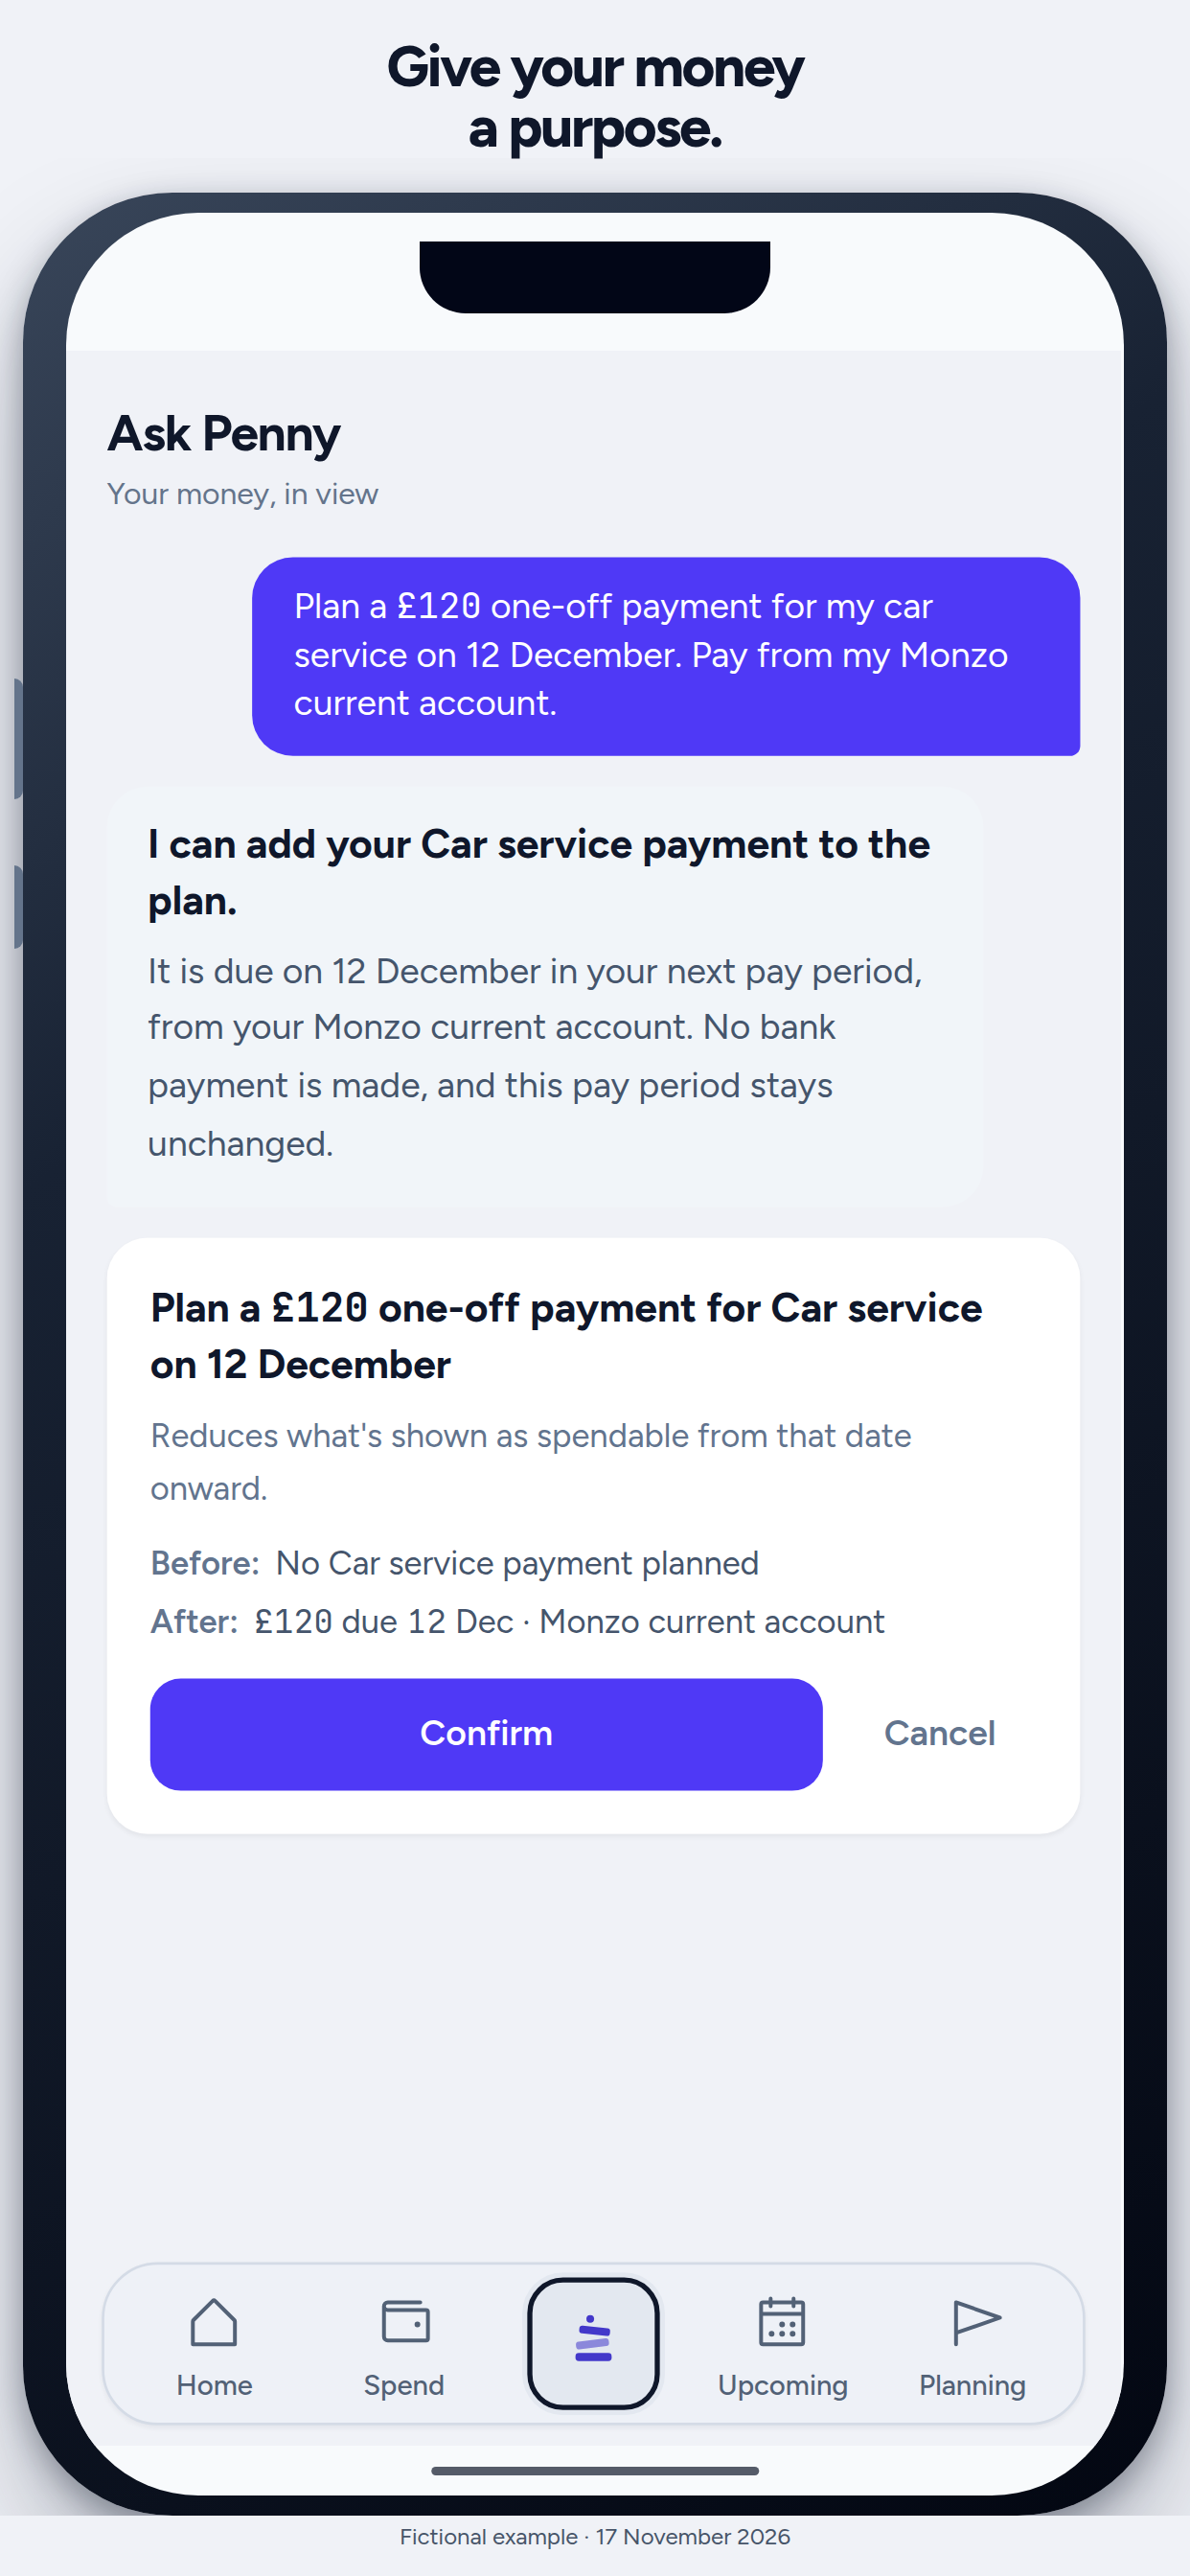 Give your money
a purpose.
Ask Penny
Your money, in view
Plan a £120 one-off payment for my car
service on 12 December. Pay from my Monzo
current account.
I can add your Car service payment to the
plan.
It is due on 12 December in your next pay period,
from your Monzo current account. No bank
payment is made, and this pay period stays
unchanged.
Plan a £120 one-off payment for Car service
on 12 December
Reduces what's shown as spendable from that date
onward.
Before: No Car service payment planned
After: £120 due 12 Dec · Monzo current account
Confirm Cancel
Home Spend Upcoming Planning
Fictional example · 17 November 2026